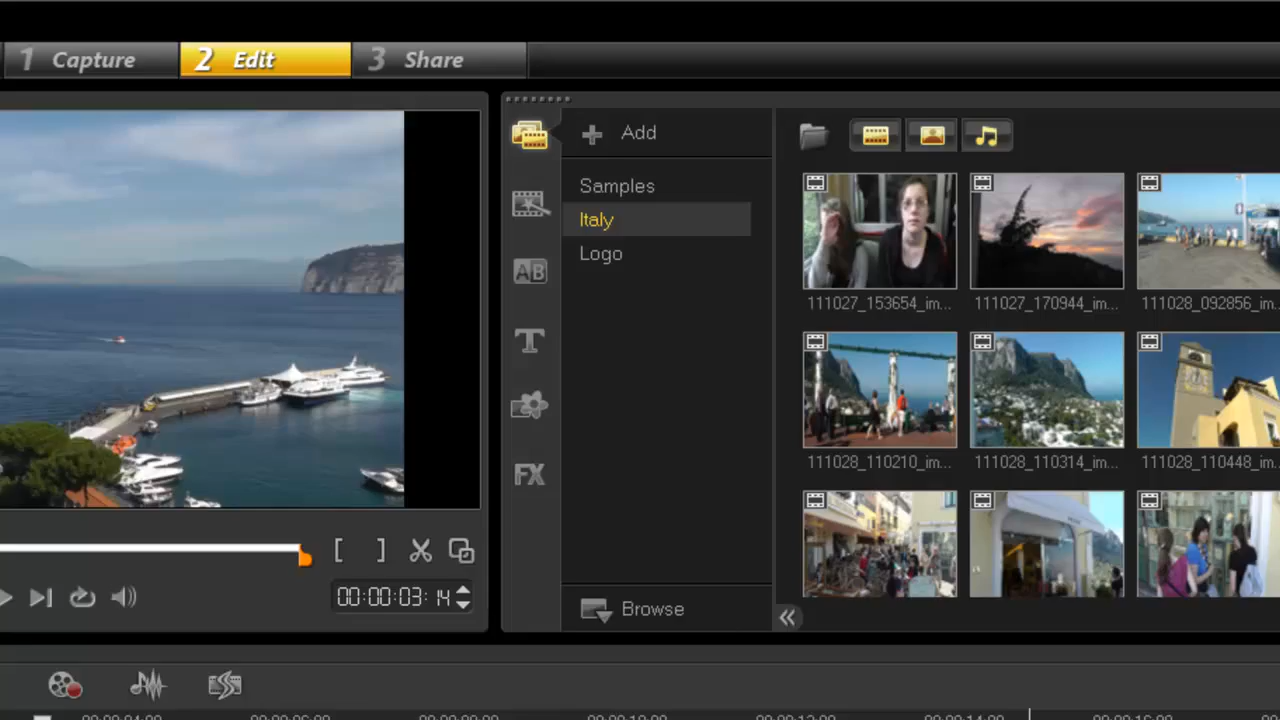 1 Capture
2 Edit
3 Share
Add
Samples
Italy
Logo
AB
T
FX
Browse
111027_153654_im...
111027_170944_im...
111028_092856_im...
111028_110210_im...
111028_110314_im...
111028_110448_im...
[ ]
00:00:03:14